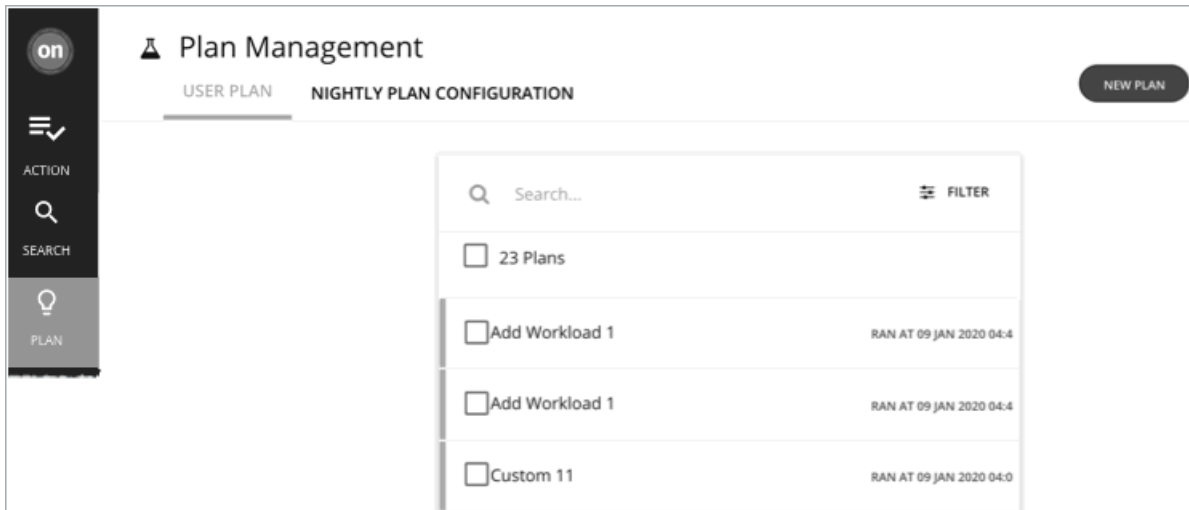 on
Plan Management
USER PLAN NIGHTLY PLAN CONFIGURATION
NEW PLAN
ACTION
SEARCH
PLAN
Search...
FILTER
23 Plans
Add Workload 1 RAN AT 09 JAN 2020 04:4
Add Workload 1 RAN AT 09 JAN 2020 04:4
Custom 11 RAN AT 09 JAN 2020 04:0